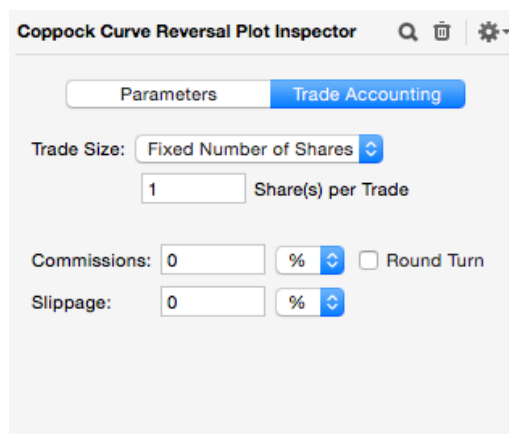 Coppock Curve Reversal Plot Inspector
Parameters Trade Accounting
Trade Size: Fixed Number of Shares
1 Share(s) per Trade
Commissions: 0 % Round Turn
Slippage: 0 %